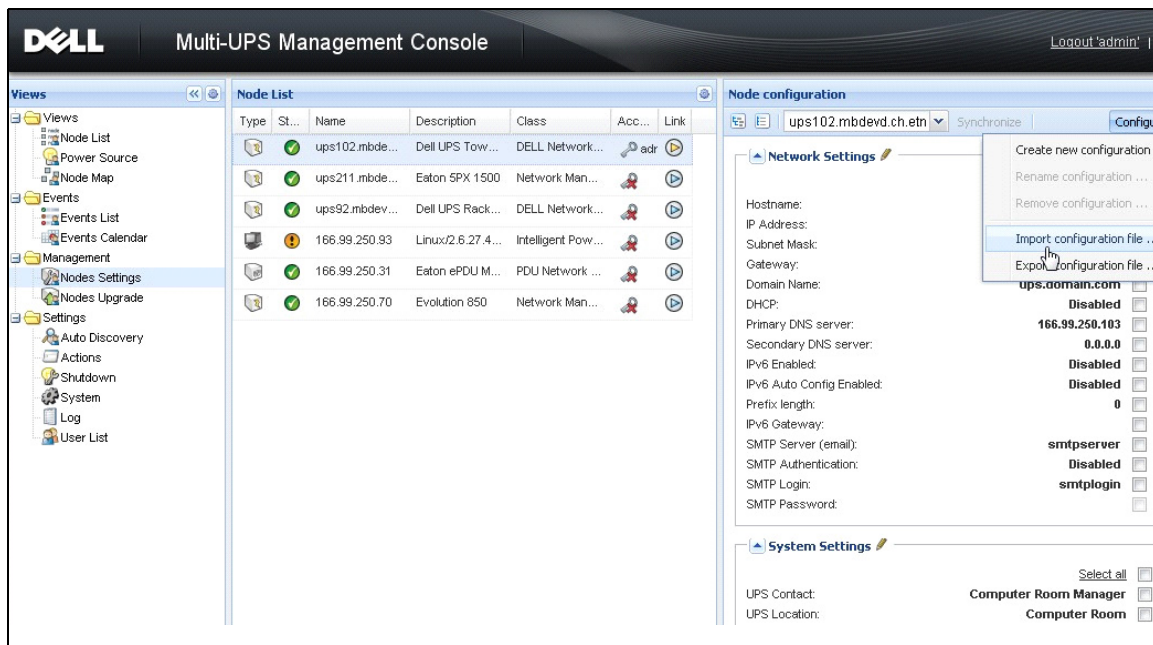 DELL
Multi-UPS Management Console
Logout 'admin' |
Views
Views
Node List
Power Source
Node Map
Events
Events List
Events Calendar
Management
Nodes Settings
Nodes Upgrade
Settings
Auto Discovery
Actions
Shutdown
System
Log
User List
Node List
Type St... Name Description Class Acc... Link
ups102.mbde... Dell UPS Tow... DELL Network... adr
ups211.mbde... Eaton 5PX 1500 Network Man...
ups92.mbdev... Dell UPS Rack... DELL Network...
166.99.250.93 Linux/2.6.27.4... Intelligent Pow...
166.99.250.31 Eaton ePDU M... PDU Network ...
166.99.250.70 Evolution 850 Network Man...
Node configuration
ups102.mbdevd.ch.etn Synchronize Configu
Create new configuration
Rename configuration ...
Remove configuration ...
Import configuration file ..
Export configuration file ..
Network Settings
Hostname:
IP Address:
Subnet Mask:
Gateway:
Domain Name: ups.domain.com
DHCP: Disabled
Primary DNS server: 166.99.250.103
Secondary DNS server: 0.0.0.0
IPv6 Enabled: Disabled
IPv6 Auto Config Enabled: Disabled
Prefix length: 0
IPv6 Gateway:
SMTP Server (email): smtpserver
SMTP Authentication: Disabled
SMTP Login: smtplogin
SMTP Password:
System Settings
Select all
UPS Contact: Computer Room Manager
UPS Location: Computer Room